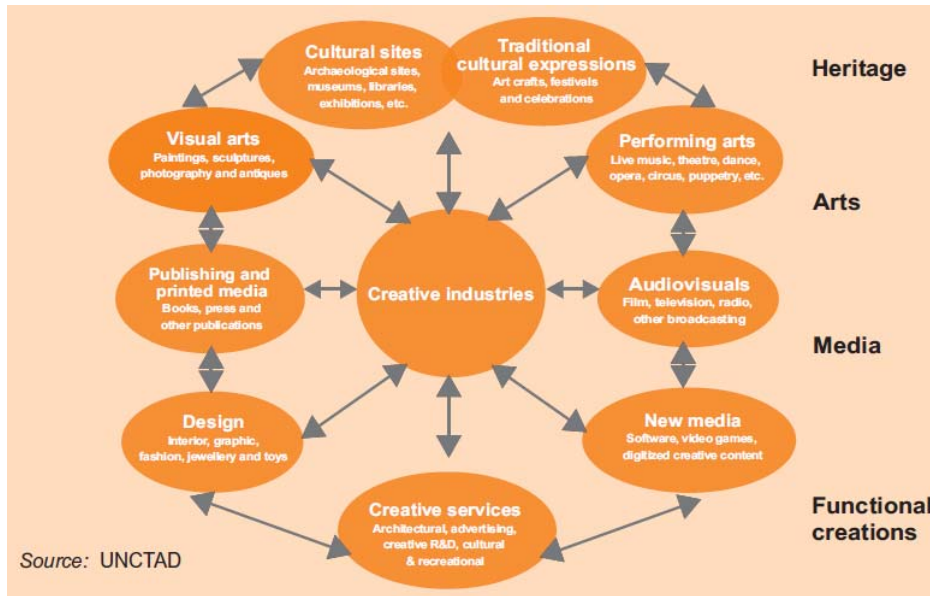 Cultural sites
Archaeological sites,
museums, libraries,
exhibitions, etc.
Traditional
cultural expressions
Art crafts, festivals
and celebrations
Heritage
Visual arts
Paintings, sculptures,
photography and antiques
Performing arts
Live music, theatre, dance,
opera, circus, puppetry, etc.
Arts
Publishing and
printed media
Books, press and
other publications
Creative industries
Audiovisuals
Film, television, radio,
other broadcasting
Media
Design
Interior, graphic,
fashion, jewellery and toys
New media
Software, video games,
digitized creative content
Creative services
Architectural, advertising,
creative R&D, cultural
& recreational
Functional
creations
Source: UNCTAD